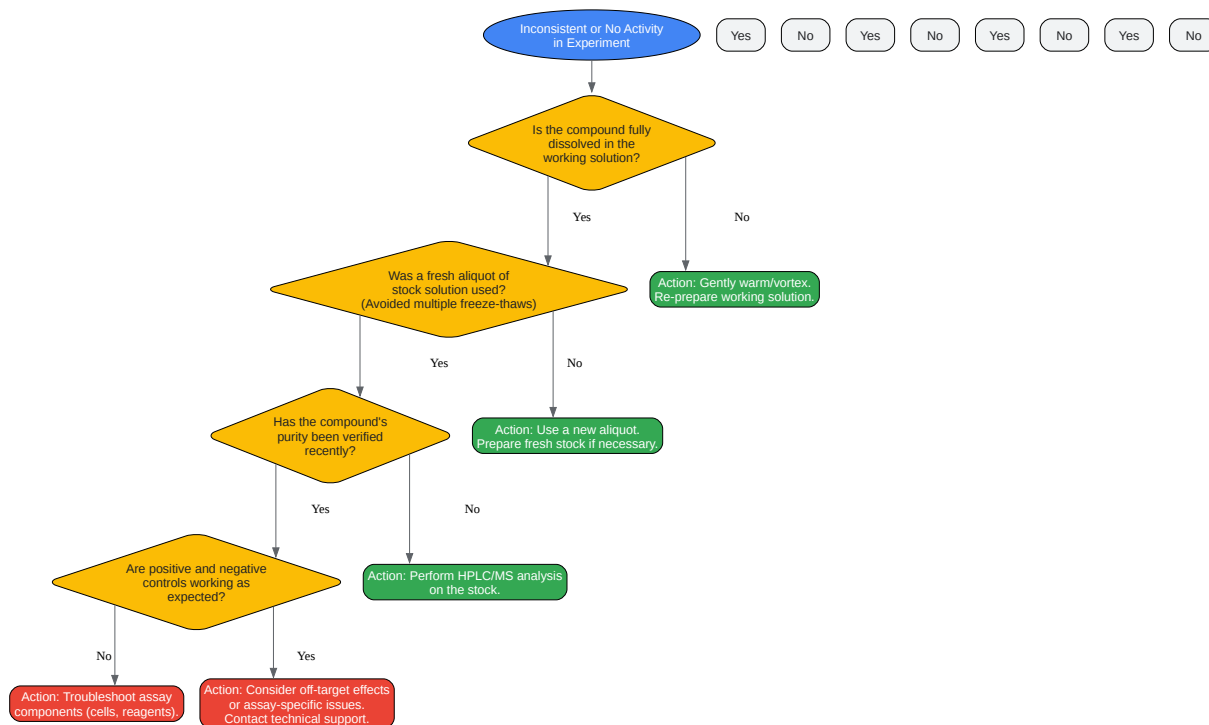 Inconsistent or No Activity
in Experiment
Yes
No
Yes
No
Yes
No
Yes
No
Is the compound fully
dissolved in the
working solution?
Yes
No
Was a fresh aliquot of
stock solution used?
(Avoided multiple freeze-thaws)
Action: Gently warm/vortex.
Re-prepare working solution.
Yes
No
Has the compound's
purity been verified
recently?
Action: Use a new aliquot.
Prepare fresh stock if necessary.
Yes
No
Are positive and negative
controls working as
expected?
Action: Perform HPLC/MS analysis
on the stock.
No
Yes
Action: Troubleshoot assay
components (cells, reagents).
Action: Consider off-target effects
or assay-specific issues.
Contact technical support.